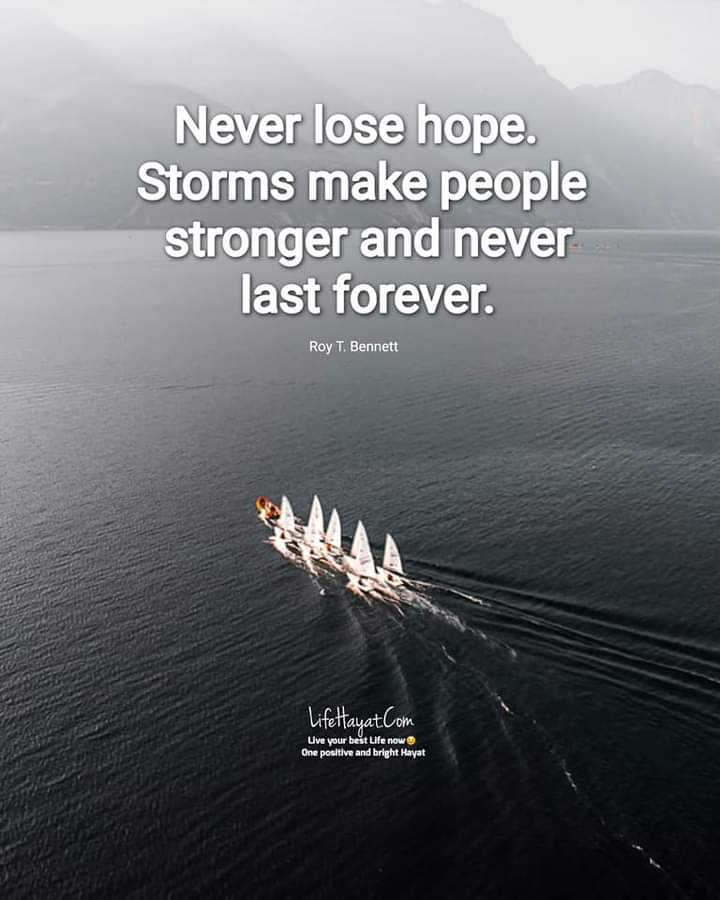 Never lose hope.
Storms make people
stronger and never
last forever.
Roy T. Bennett
LifeHayat.Com
Live your best Life now😉
One positive and bright Hayat